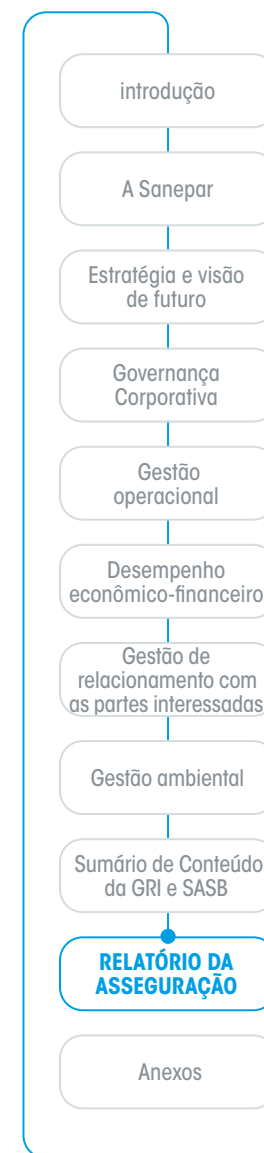 introdução
A Sanepar
Estratégia e visão
de futuro
Governança
Corporativa
Gestão
operacional
Desempenho
econômico-financeiro
Gestão de
relacionamento com
as partes interessadas
Gestão ambiental
Sumário de Conteúdo
da GRI e SASB
RELATÓRIO DA
ASSEGURAÇÃO
Anexos